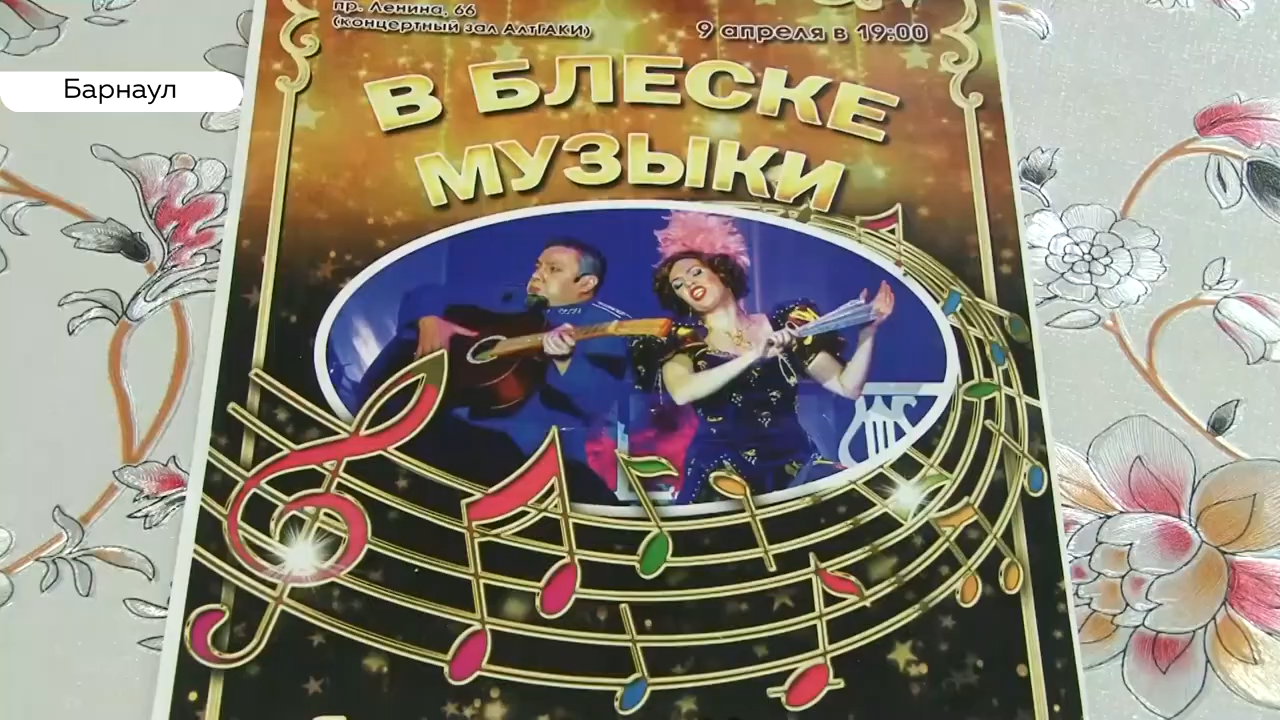 пр. Ленина, 66
(концертный зал АлтГАКИ)
9 апреля в 19:00
Барнаул
В БЛЕСКЕ
МУЗЫКИ